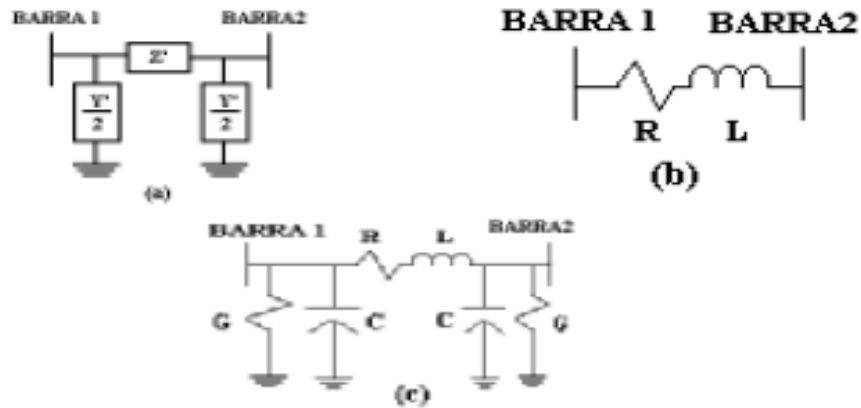 BARRA 1 BARRA2
Z'
Y'
2
Y'
2
(a)
BARRA 1 BARRA2
R L
(b)
BARRA 1 R L BARRA2
G C C G
(c)